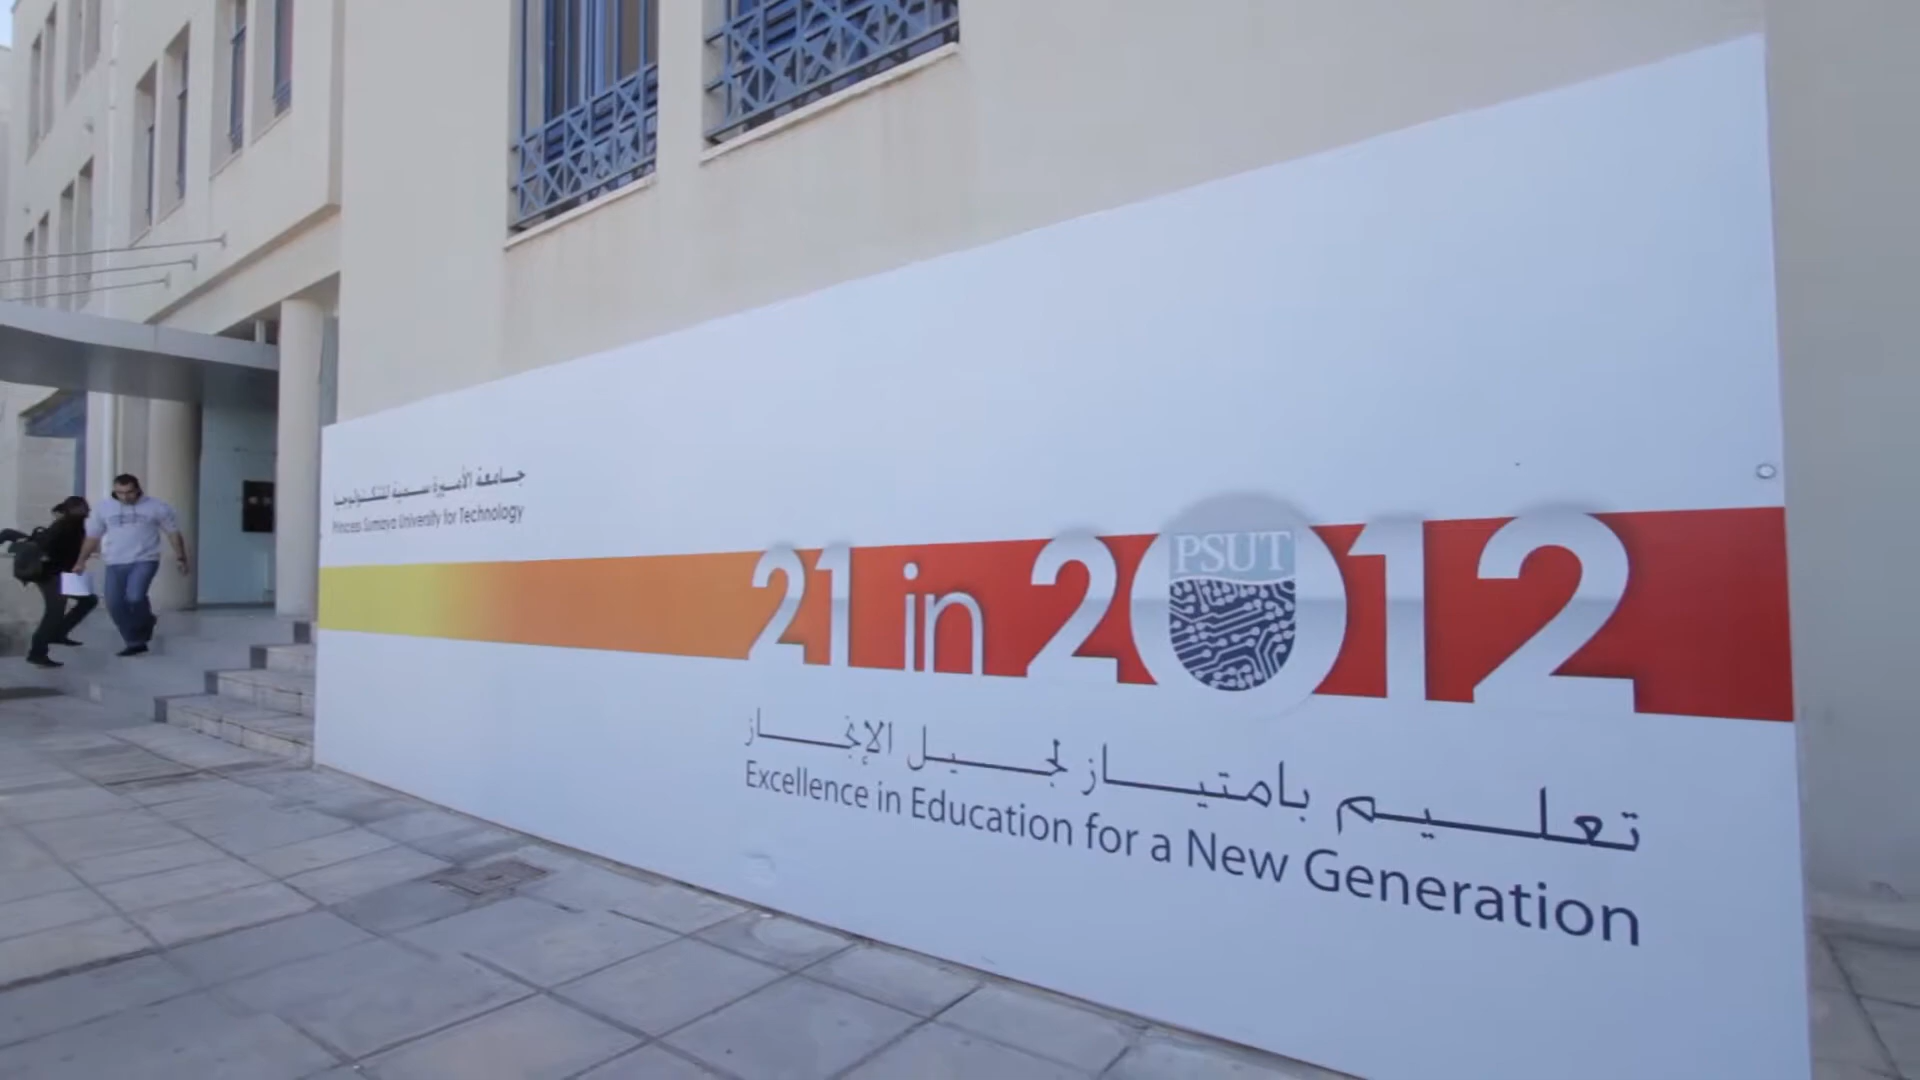 جامعة الأميرة سمية للتكنولوجيا
Princess Sumaya University for Technology
21 in 2012
PSUT
تعليم بامتياز لجيل الإنجاز
Excellence in Education for a New Generation